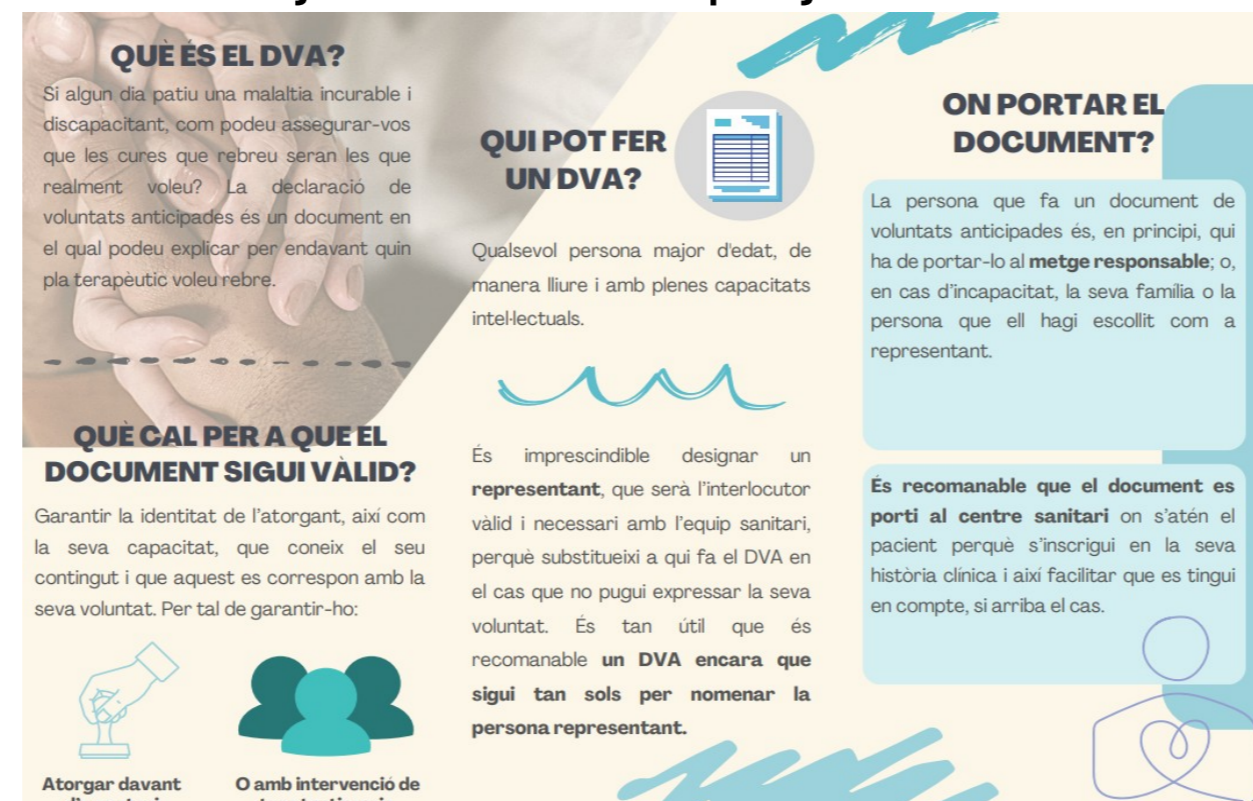 QUÈ ÉS EL DVA?
Si algun dia patiu una malaltia incurable i
discapacitant, com podeu assegurar-vos
que les cures que rebreu seran les que
realment voleu? La declaració de
voluntats anticipades és un document en
el qual podeu explicar per endavant quin
pla terapèutic voleu rebre.
QUÈ CAL PER A QUE EL
DOCUMENT SIGUI VÀLID?
Garantir la identitat de l'atorgant, així com
la seva capacitat, que coneix el seu
contingut i que aquest es correspon amb la
seva voluntat. Per tal de garantir-ho:
Atorgar davant
O amb intervenció de
QUI POT FER
UN DVA?
Qualsevol persona major d'edat, de
manera lliure i amb plenes capacitats
intel·lectuals.
És imprescindible designar un
representant, que serà l'interlocutor
vàlid i necessari amb l'equip sanitari,
perquè substitueixi a qui fa el DVA en
el cas que no pugui expressar la seva
voluntat. És tan útil que és
recomanable un DVA encara que
sigui tan sols per nomenar la
persona representant.
ON PORTAR EL
DOCUMENT?
La persona que fa un document de
voluntats anticipades és, en principi, qui
ha de portar-lo al metge responsable; o,
en cas d'incapacitat, la seva família o la
persona que ell hagi escollit com a
representant.
És recomanable que el document es
porti al centre sanitari on s'atén el
pacient perquè s'inscrigui en la seva
història clínica i així facilitar que es tingui
en compte, si arriba el cas.